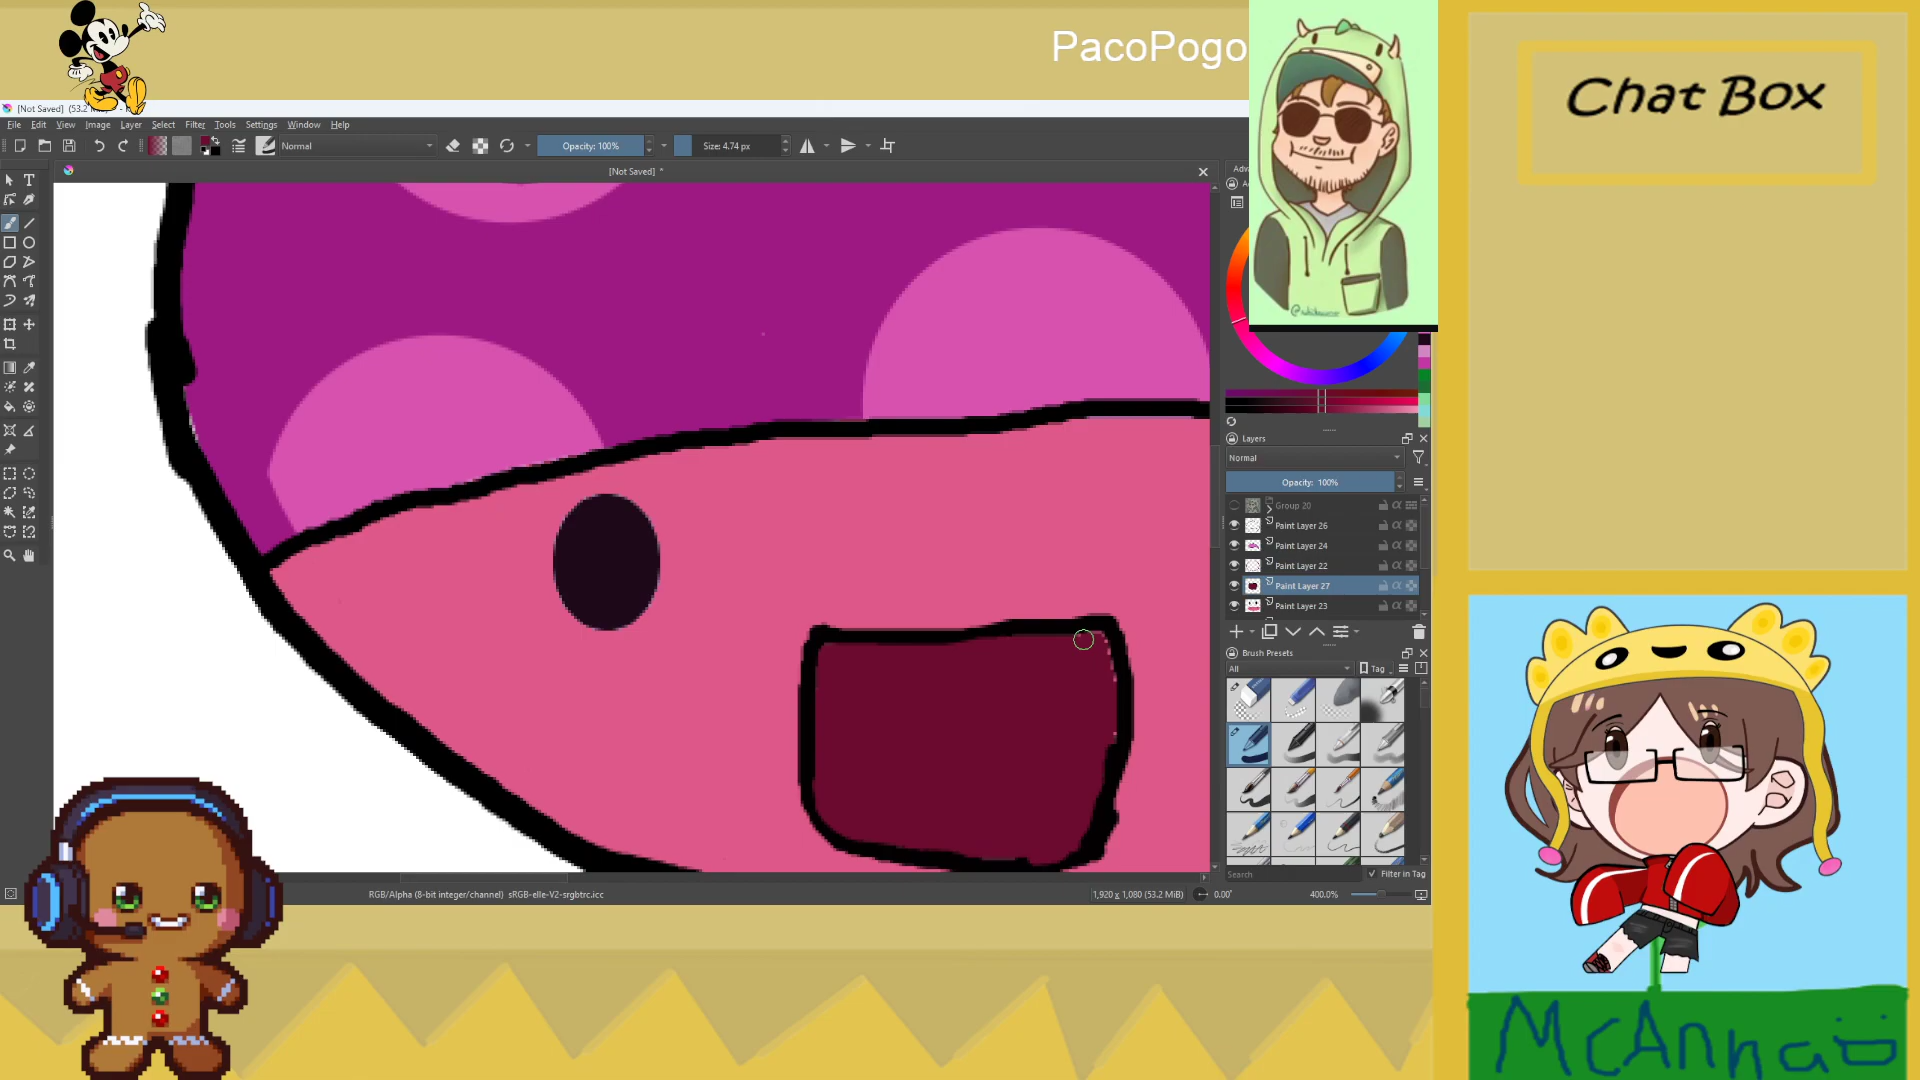 PacoPogo
Chat Box
[Not Saved] (53.2 M
File Edit View Image Layer Select Filter Tools Settings Window Help
Normal
Opacity: 100%
Size: 4.74 px
[Not Saved] *
Layers
Normal
Opacity: 100%
Group 20
Paint Layer 26
Paint Layer 24
Paint Layer 22
Paint Layer 27
Paint Layer 23
Brush Presets
All
Tag
Search
Filter in Tag
RGB/Alpha (8-bit integer/channel) sRGB-elle-V2-srgbtrc.icc
1,920 x 1,080 (53.2 MiB)
0.00°
400.0%
McAnna